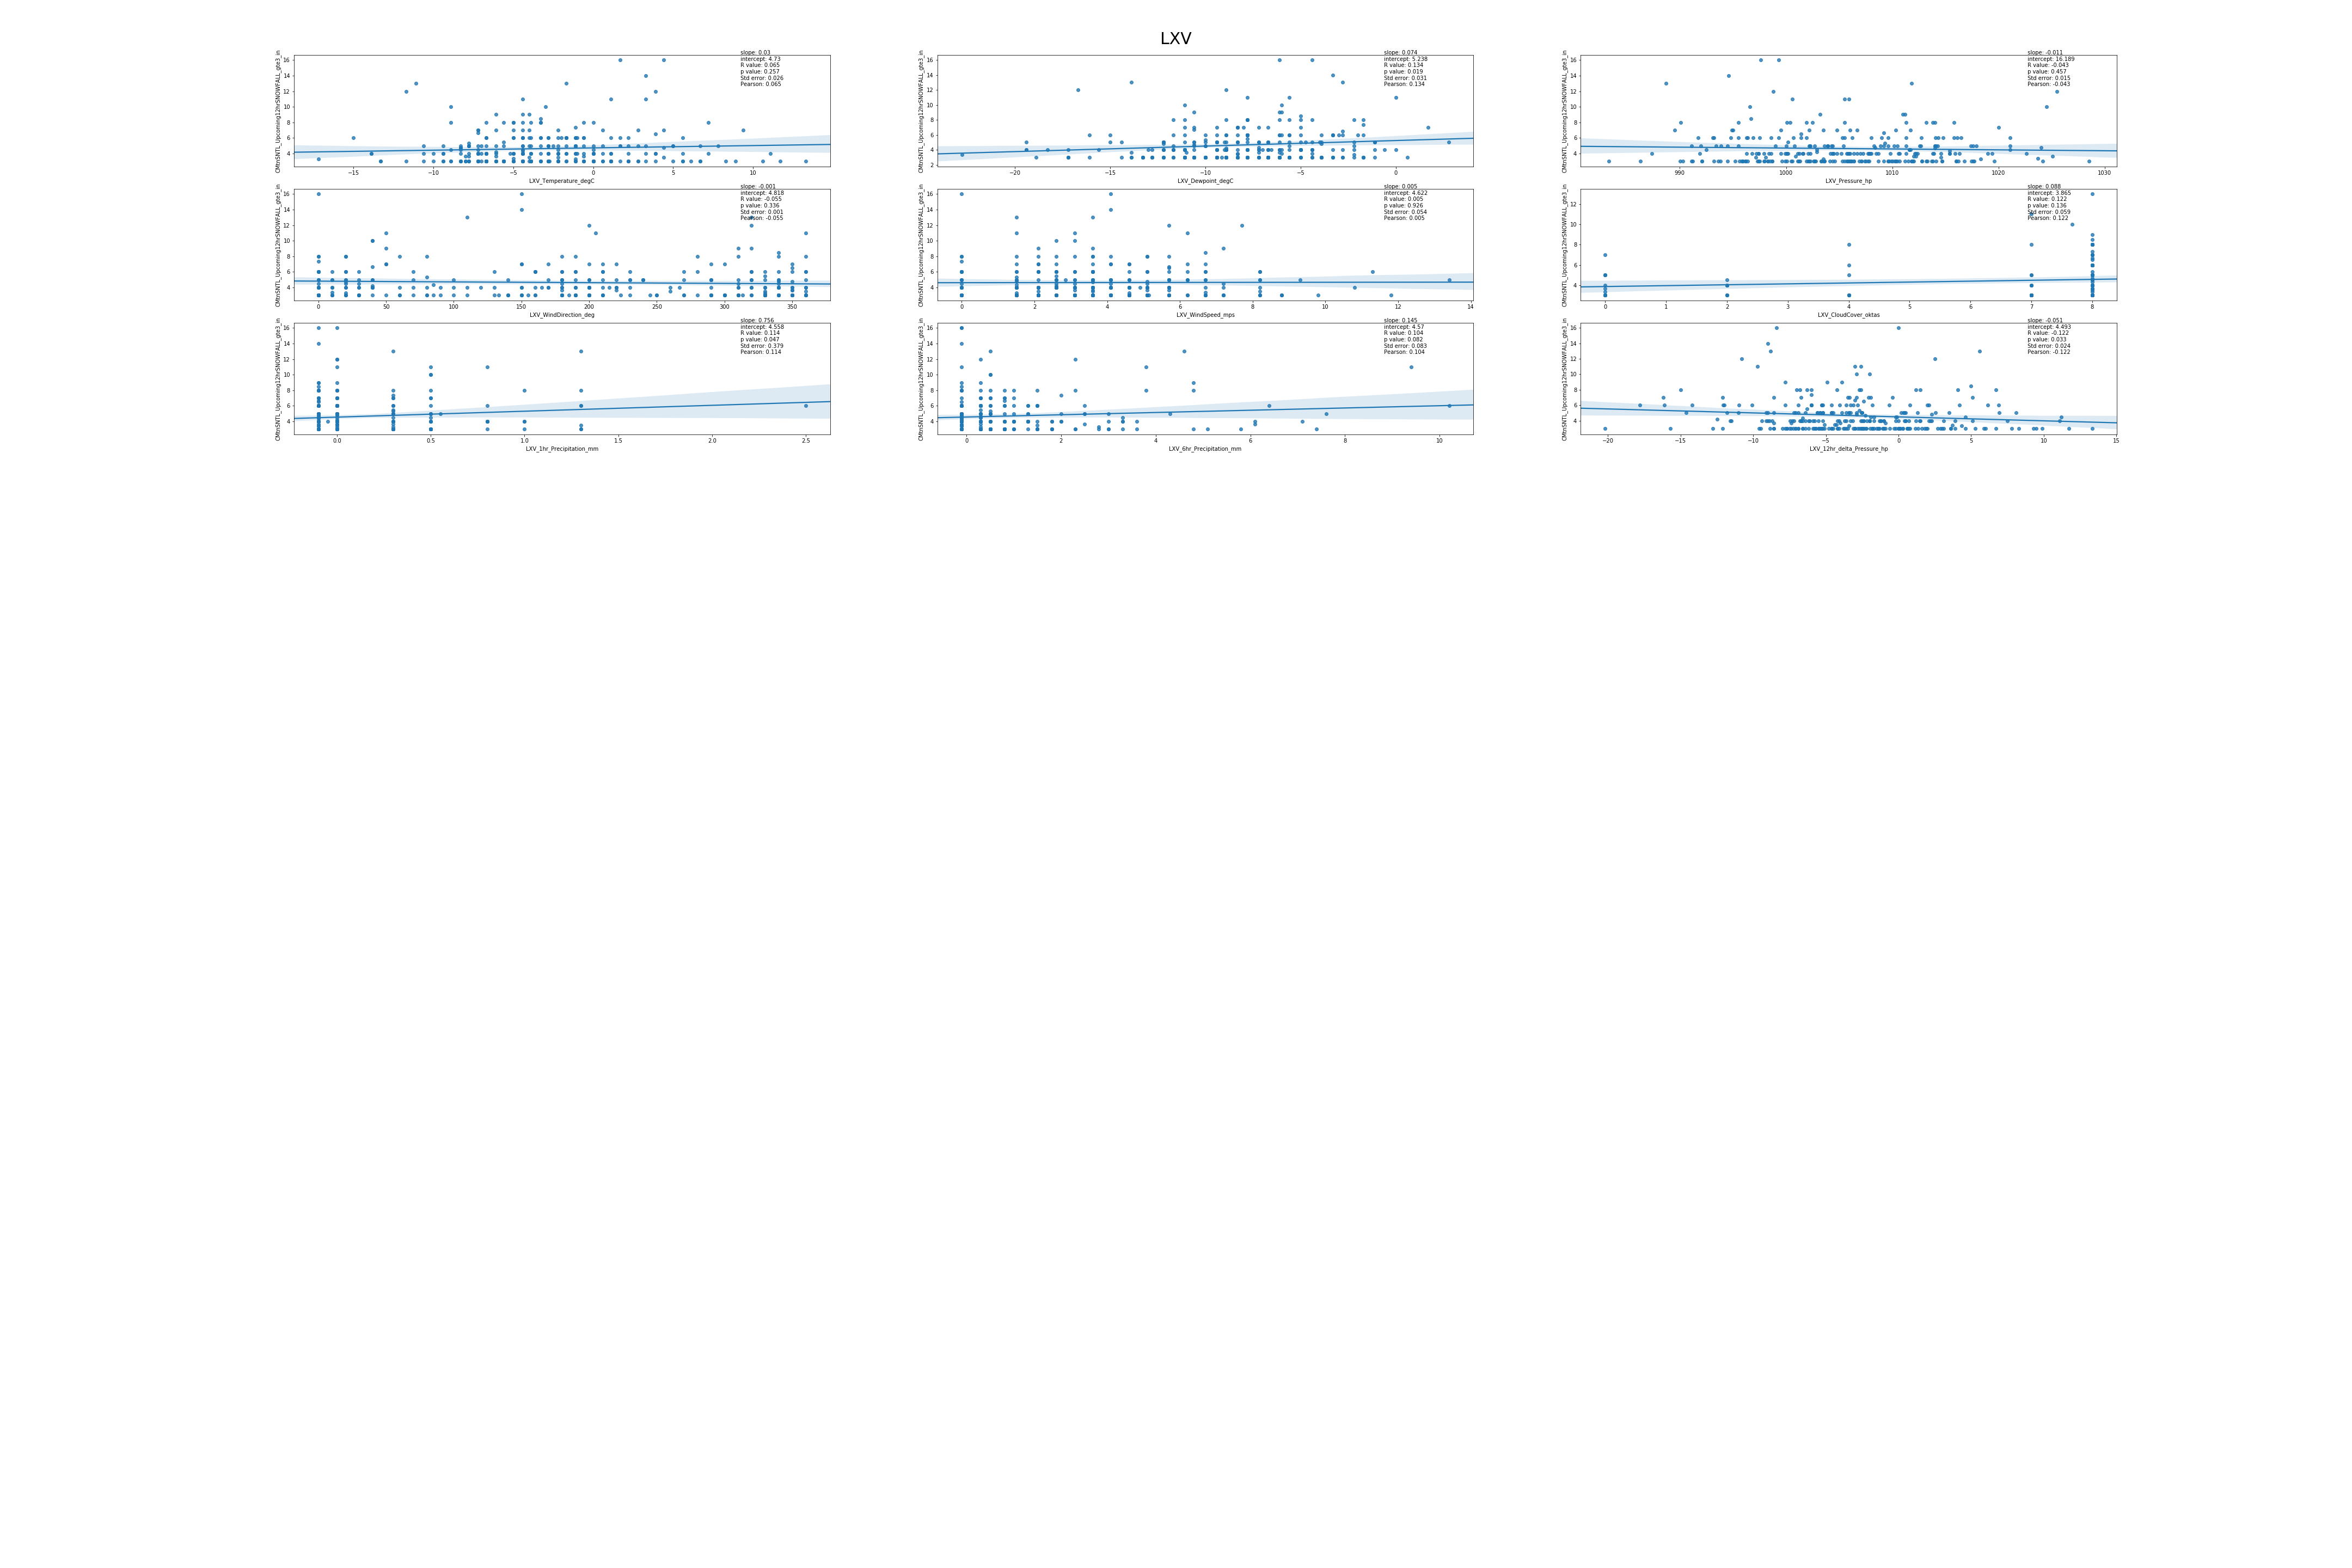 LXV
CMtnSNTL_Upcoming12hrSNOWFALL_gte3_in
16
14
12
10
8
6
4
slope: 0.03
intercept: 4.73
R value: 0.065
p value: 0.257
Std error: 0.026
Pearson: 0.065
−15 −10 −5 0 5 10
LXV_Temperature_degC
CMtnSNTL_Upcoming12hrSNOWFALL_gte3_in
16
14
12
10
8
6
4
2
slope: 0.074
intercept: 5.238
R value: 0.134
p value: 0.019
Std error: 0.031
Pearson: 0.134
−20 −15 −10 −5 0
LXV_Dewpoint_degC
CMtnSNTL_Upcoming12hrSNOWFALL_gte3_in
16
14
12
10
8
6
4
slope: -0.011
intercept: 16.189
R value: -0.043
p value: 0.457
Std error: 0.015
Pearson: -0.043
990 1000 1010 1020 1030
LXV_Pressure_hp
CMtnSNTL_Upcoming12hrSNOWFALL_gte3_in
16
14
12
10
8
6
4
slope: -0.001
intercept: 4.818
R value: -0.055
p value: 0.336
Std error: 0.001
Pearson: -0.055
0 50 100 150 200 250 300 350
LXV_WindDirection_deg
CMtnSNTL_Upcoming12hrSNOWFALL_gte3_in
16
14
12
10
8
6
4
slope: 0.005
intercept: 4.622
R value: 0.005
p value: 0.926
Std error: 0.054
Pearson: 0.005
0 2 4 6 8 10 12 14
LXV_WindSpeed_mps
CMtnSNTL_Upcoming12hrSNOWFALL_gte3_in
12
10
8
6
4
slope: 0.088
intercept: 3.865
R value: 0.122
p value: 0.136
Std error: 0.059
Pearson: 0.122
0 1 2 3 4 5 6 7 8
LXV_CloudCover_oktas
CMtnSNTL_Upcoming12hrSNOWFALL_gte3_in
16
14
12
10
8
6
4
slope: 0.756
intercept: 4.558
R value: 0.114
p value: 0.047
Std error: 0.379
Pearson: 0.114
0.0 0.5 1.0 1.5 2.0 2.5
LXV_1hr_Precipitation_mm
CMtnSNTL_Upcoming12hrSNOWFALL_gte3_in
16
14
12
10
8
6
4
slope: 0.145
intercept: 4.57
R value: 0.104
p value: 0.082
Std error: 0.083
Pearson: 0.104
0 2 4 6 8 10
LXV_6hr_Precipitation_mm
CMtnSNTL_Upcoming12hrSNOWFALL_gte3_in
16
14
12
10
8
6
4
slope: -0.051
intercept: 4.493
R value: -0.122
p value: 0.033
Std error: 0.024
Pearson: -0.122
−20 −15 −10 −5 0 5 10 15
LXV_12hr_delta_Pressure_hp